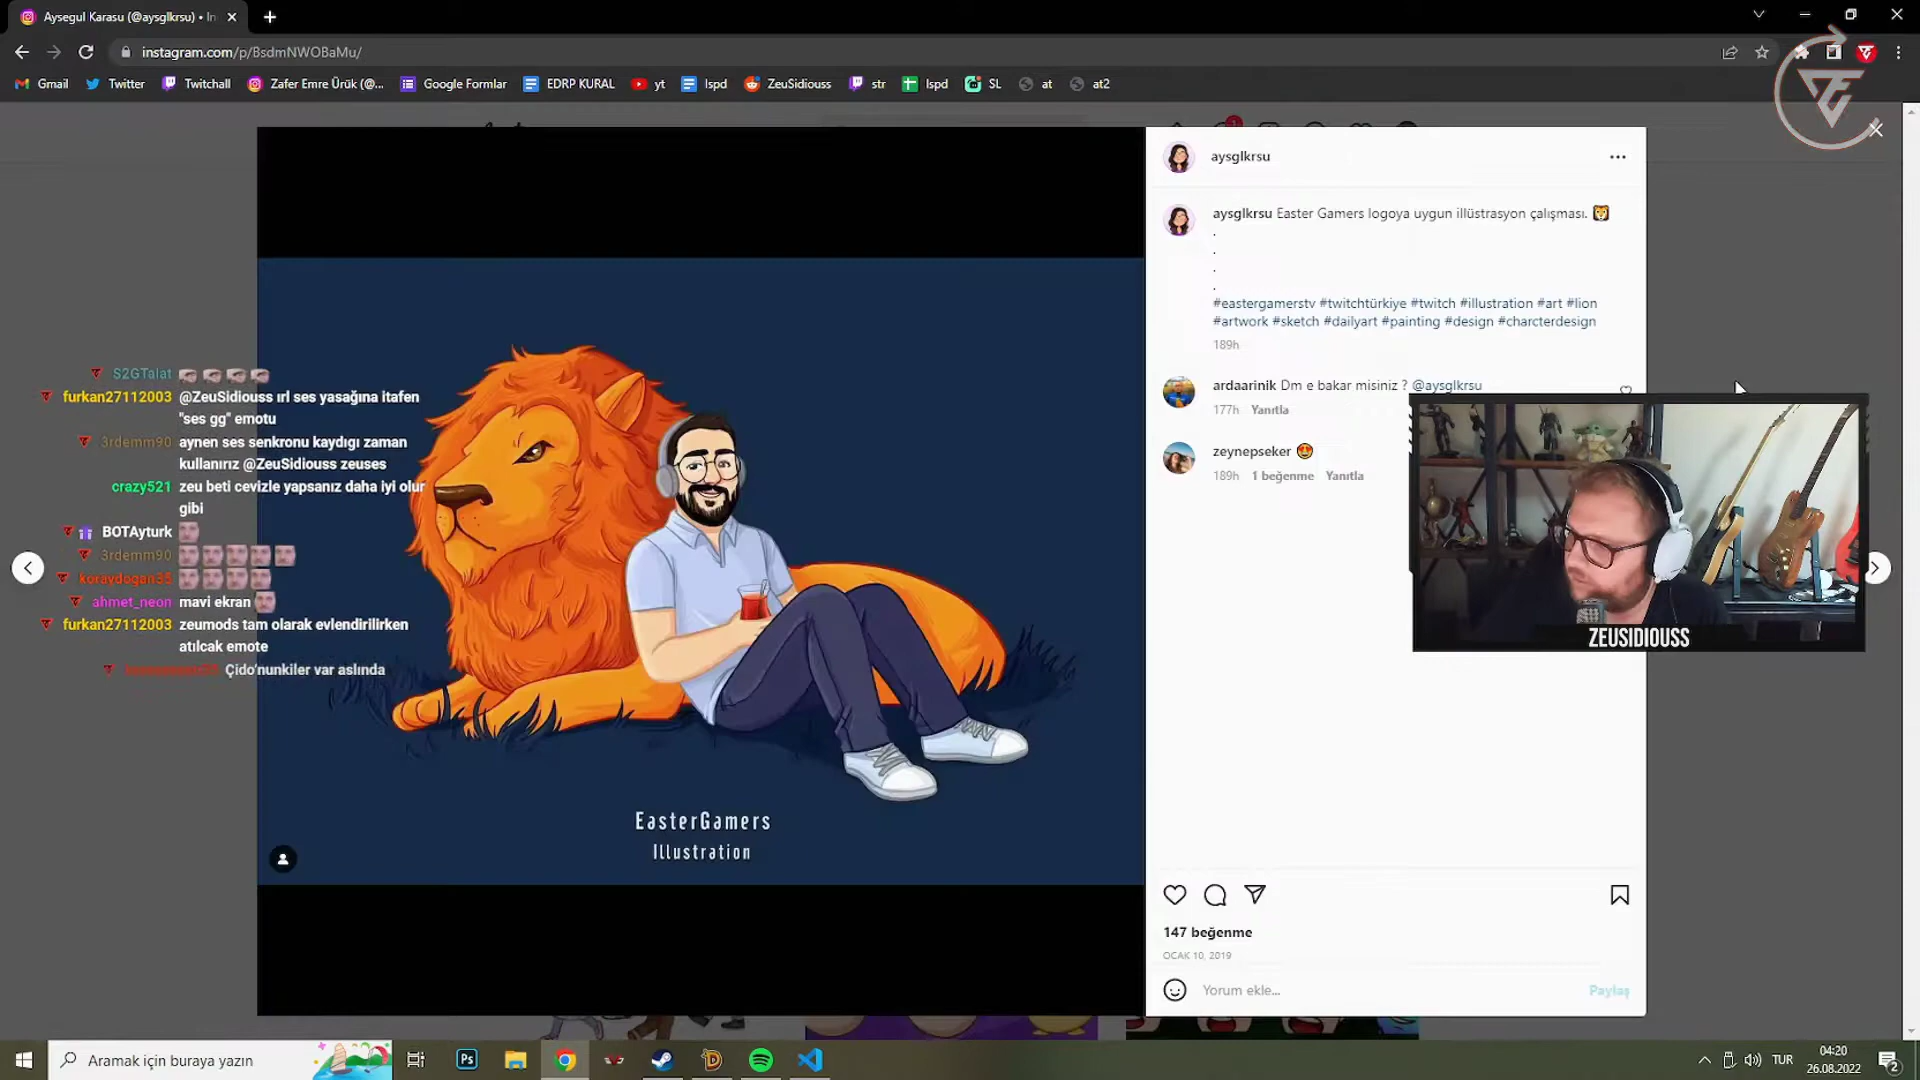 Aysegul Karasu (@aysglkrsu) • In
instagram.com/p/BsdmNWOBaMu/
Gmail
Twitter
Twitchall
Zafer Emre Ürük (@...
Google Formlar
EDRP KURAL
yt
lspd
ZeuSidiouss
str
lspd
SL
at
at2
aysglkrsu
aysglkrsu Easter Gamers logoya uygun illüstrasyon çalışması.
.
.
.
.
#eastergamerstv #twitchtürkiye #twitch #illustration #art #lion
#artwork #sketch #dailyart #painting #design #charcterdesign
189h
ardaarinik Dm e bakar misiniz ? @aysglkrsu
177h Yanıtla
zeynepseker
189h 1 beğenme Yanıtla
S2GTalat
furkan27112003 @ZeuSidiouss ırl ses yasağına itafen
"ses gg" emotu
3rdemm90 aynen ses senkronu kaydıgı zaman
kullanırız @ZeuSidiouss zeuses
crazy521 zeu beti cevizle yapsanız daha iyi olur
gibi
BOTAyturk
3rdemm90
koraydogan35
ahmet_neon mavi ekran
furkan27112003 zeumods tam olarak evlendirilirken
atılcak emote
Çido'nunkiler var aslında
ZEUSIDIOUSS
EasterGamers
Illustration
147 beğenme
OCAK 10, 2019
Yorum ekle...
Paylaş
Aramak için buraya yazın
Ps
TUR
04:20
26.08.2022
2